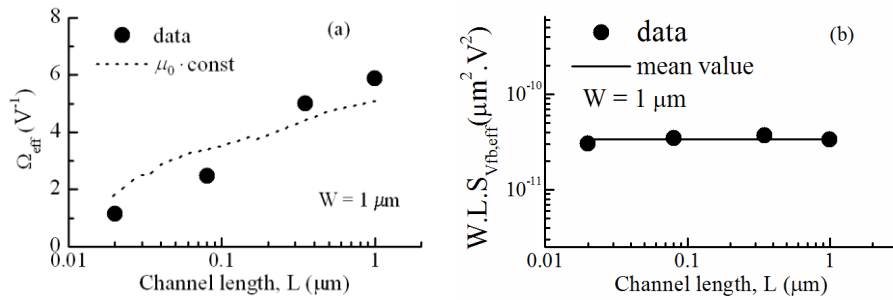 (a)
data
μ₀ · const
8
6
4
2
0
Ω_eff (V⁻¹)
W = 1 μm
0.01
0.1
1
Channel length, L (μm)
(b)
data
mean value
W = 1 μm
10⁻¹⁰
10⁻¹¹
W.L.S_Vfb,eff (μm².V²)
0.01
0.1
1
Channel length, L (μm)